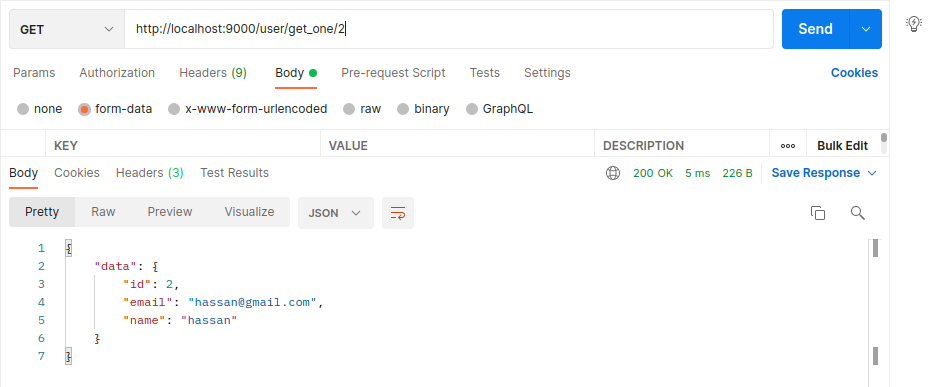 GET http://localhost:9000/user/get_one/2 Send
Params Authorization Headers (9) Body Pre-request Script Tests Settings Cookies
none form-data x-www-form-urlencoded raw binary GraphQL
KEY VALUE DESCRIPTION Bulk Edit
Body Cookies Headers (3) Test Results 200 OK 5 ms 226 B Save Response
Pretty Raw Preview Visualize JSON
1 {
2 "data": {
3 "id": 2,
4 "email": "hassan@gmail.com",
5 "name": "hassan"
6 }
7 }